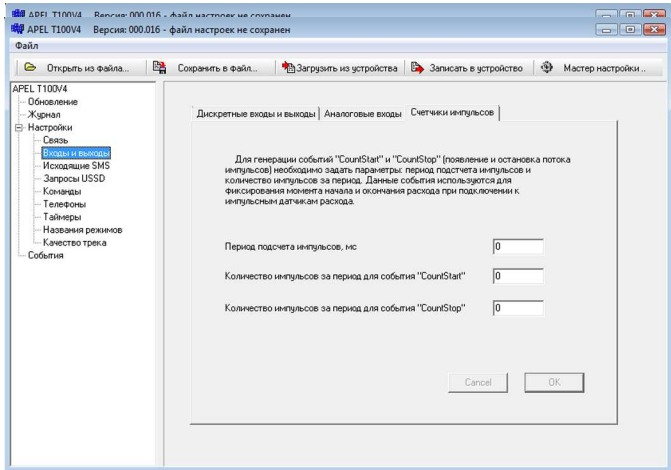 APEL T100V4 Версия: 000.016 - файл настроек не сохранен
APEL T100V4 Версия: 000.016 - файл настроек не сохранен
Файл
Открыть из файла... Сохранить в файл... Загрузить из устройства Записать в устройство Мастер настройки ..
APEL T100V4
Обновление
Журнал
Настройки
Связь
Входы и выходы
Исходящие SMS
Запросы USSD
Команды
Телефоны
Таймеры
Названия режимов
Качество трека
События
Дискретные входы и выходы Аналоговые входы Счетчики импульсов
Для генерации событий "CountStart" и "CountStop" (появление и остановка потока
импульсов) необходимо задать параметры: период подсчета импульсов и
количество импульсов за период. Данные события используются для
фиксирования момента начала и окончания расхода при подключении к
импульсным датчикам расхода.
Период подсчета импульсов, мс 0
Количество импульсов за период для события "CountStart" 0
Количество импульсов за период для события "CountStop" 0
Cancel OK